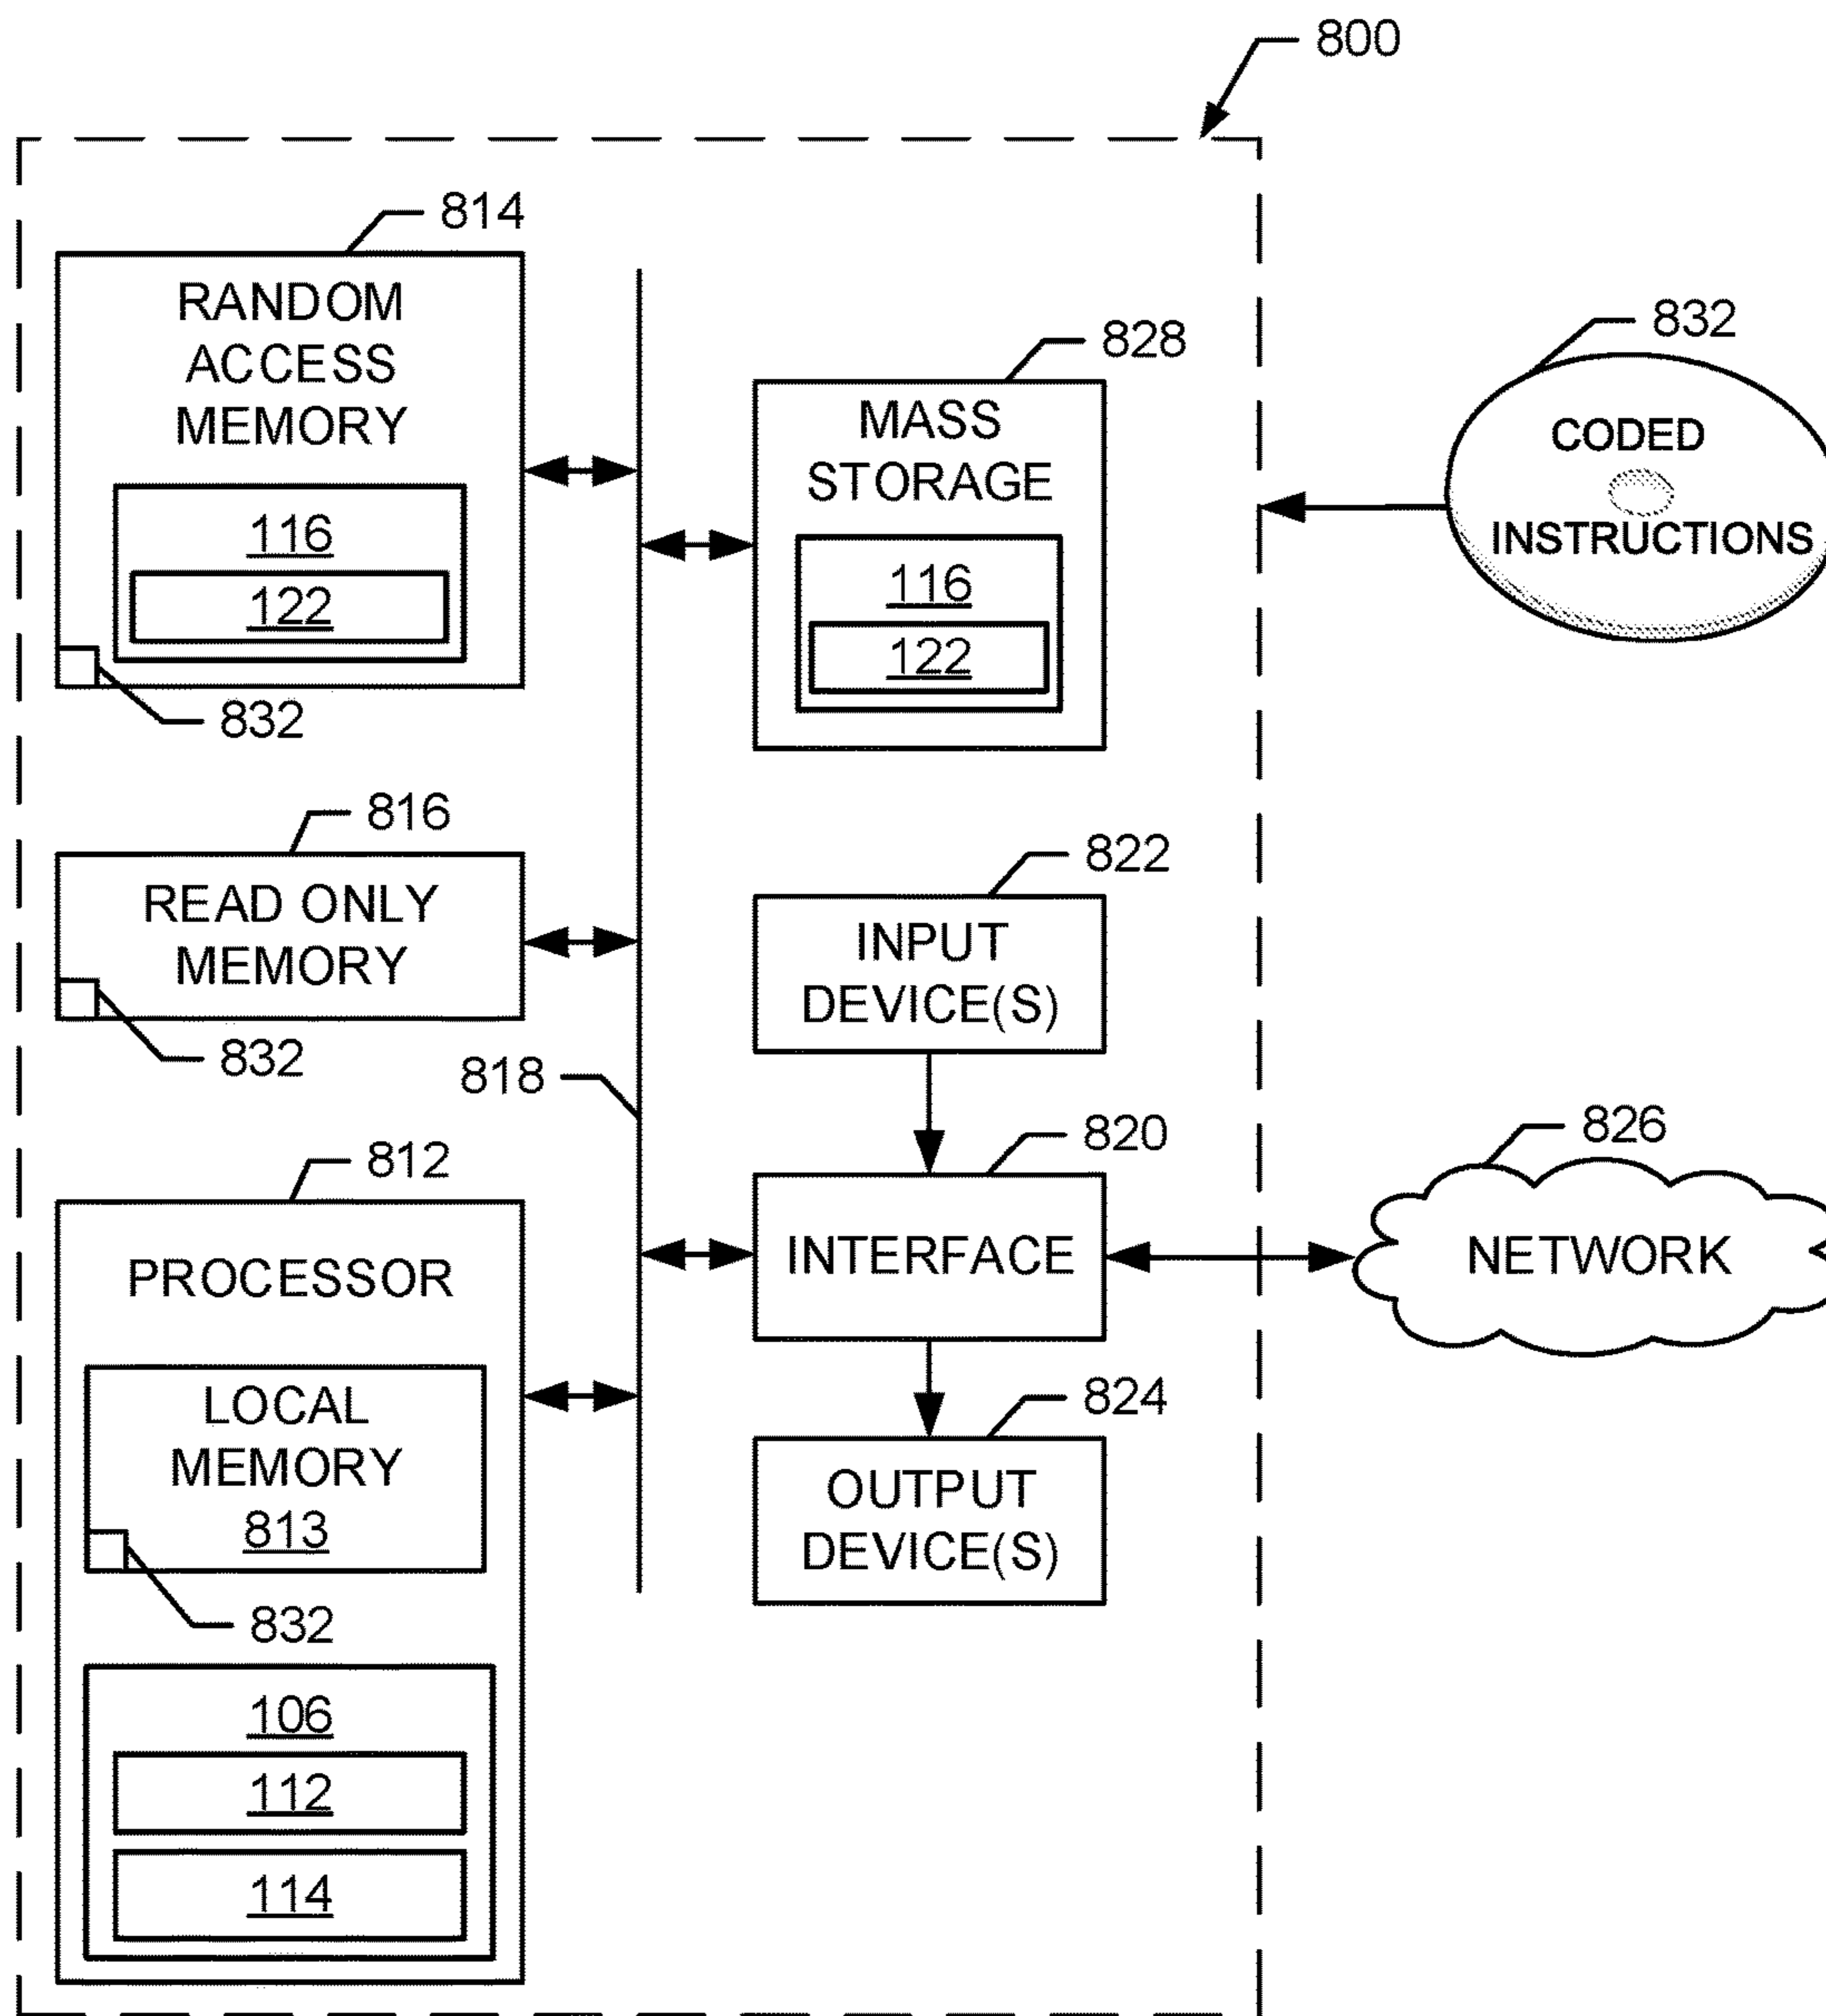 800
814
RANDOM
ACCESS
MEMORY
116
122
832
828
MASS
STORAGE
116
122
832
CODED
INSTRUCTIONS
816
READ ONLY
MEMORY
832
822
INPUT
DEVICE(S)
818
820
INTERFACE
826
NETWORK
812
PROCESSOR
LOCAL
MEMORY
813
832
824
OUTPUT
DEVICE(S)
106
112
114